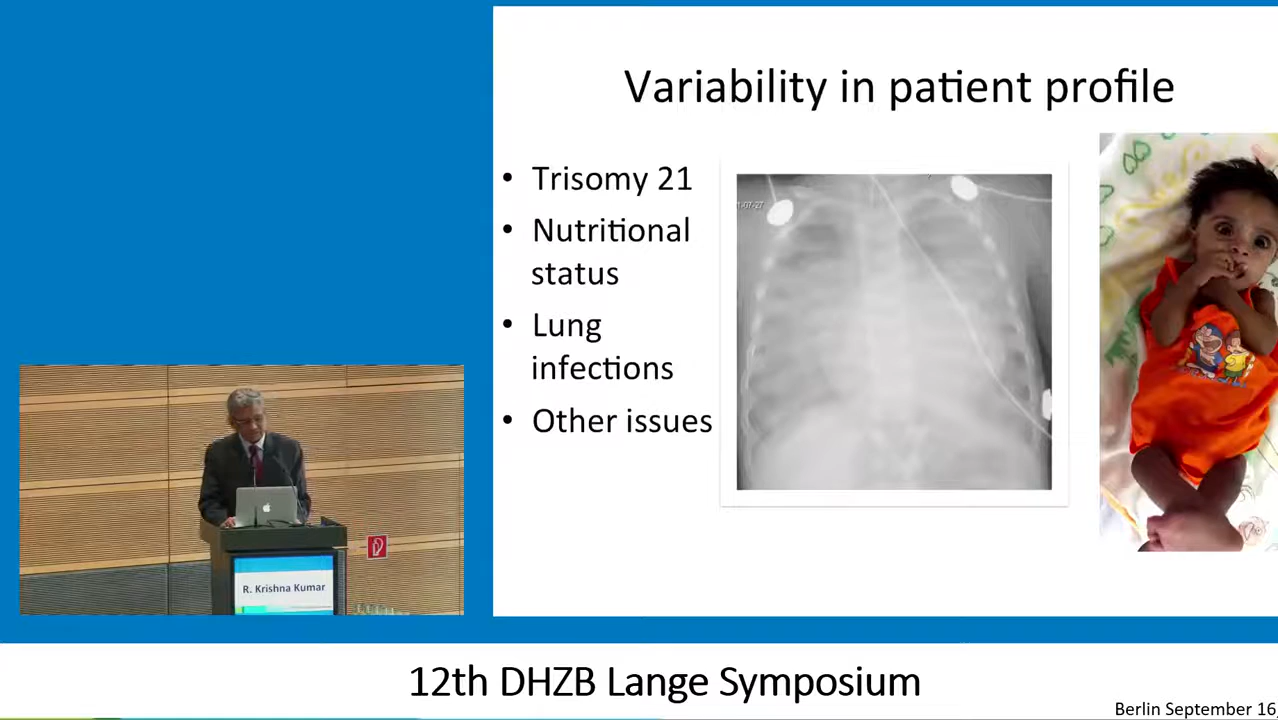 Variability in patient profile
• Trisomy 21
• Nutritional
status
• Lung
infections
• Other issues
R. Krishna Kumar
12th DHZB Lange Symposium
Berlin September 16